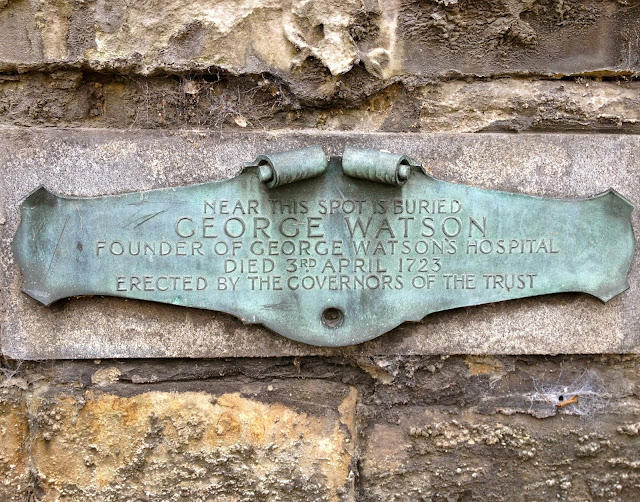 NEAR THIS SPOT IS BURIED
GEORGE WATSON
FOUNDER OF GEORGE WATSON'S HOSPITAL
DIED 3RD APRIL 1723
ERECTED BY THE GOVERNORS OF THE TRUST